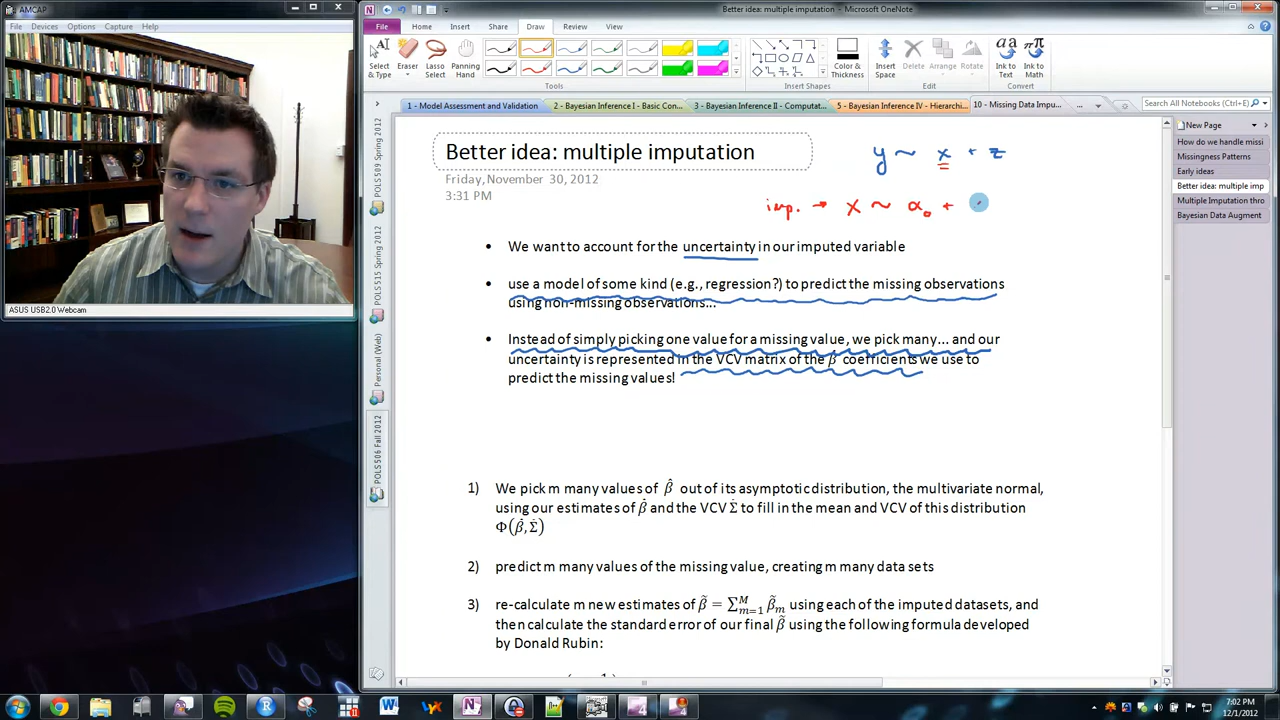 AMCAP
File Devices Options Capture Help
ASUS USB2.0 Webcam
Better idea: multiple imputation - Microsoft OneNote
File Home Insert Share Draw Review View
Select & Type
Eraser
Lasso Select
Panning Hand
Color & Thickness
Insert Space
Delete
Arrange
Rotate
Ink to Text
Ink to Math
Tools
Insert Shapes
Edit
Convert
1 - Model Assessment and Validation
2 - Bayesian Inference I - Basic Con...
3 - Bayesian Inference II - Computat...
5 - Bayesian Inference IV - Hierarchi...
10 - Missing Data Impu...
Search All Notebooks (Ctrl+E)
POLS 509 Spring 2012
POLS 515 Spring 2012
Personal (Web)
POLS 506 Fall 2012
New Page
How do we handle missi
Missingness Patterns
Early ideas
Better idea: multiple imp
Multiple Imputation thro
Bayesian Data Augment
Better idea: multiple imputation
Friday, November 30, 2012
3:31 PM
y ~ x + z
imp. → x ~ α₀ +
• We want to account for the uncertainty in our imputed variable
• use a model of some kind (e.g., regression?) to predict the missing observations
using non-missing observations...
• Instead of simply picking one value for a missing value, we pick many... and our
uncertainty is represented in the VCV matrix of the β coefficients we use to
predict the missing values!
1) We pick m many values of β̂ out of its asymptotic distribution, the multivariate normal,
using our estimates of β̂ and the VCV Σ̂ to fill in the mean and VCV of this distribution
Φ(β̂, Σ̂)
2) predict m many values of the missing value, creating m many data sets
3) re-calculate m new estimates of β̃ = ∑ₘ₌₁ᴹ β̃ₘ using each of the imputed datasets, and
then calculate the standard error of our final β̃ using the following formula developed
by Donald Rubin:
7:02 PM
12/1/2012